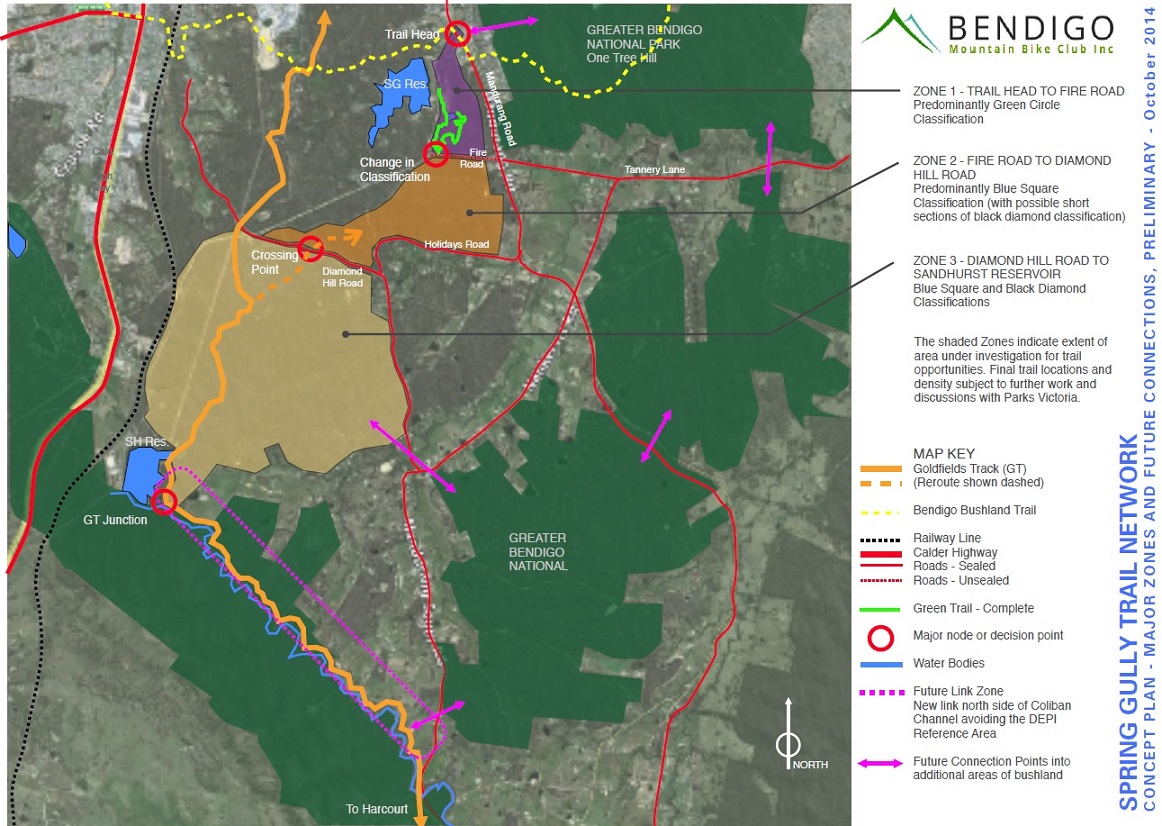 Trail Head
GREATER BENDIGO
NATIONAL PARK
One Tree Hill
SG Res.
Mandurang Road
Change in
Classification
Fire
Road
Tannery Lane
Crossing
Point
Holidays Road
Diamond
Hill Road
SH Res.
GT Junction
GREATER
BENDIGO
NATIONAL
To Harcourt
NORTH
BENDIGO
Mountain Bike Club Inc
ZONE 1 - TRAIL HEAD TO FIRE ROAD
Predominantly Green Circle
Classification
ZONE 2 - FIRE ROAD TO DIAMOND
HILL ROAD
Predominantly Blue Square
Classification (with possible short
sections of black diamond classification)
ZONE 3 - DIAMOND HILL ROAD TO
SANDHURST RESERVOIR
Blue Square and Black Diamond
Classifications
The shaded Zones indicate extent of
area under investigation for trail
opportunities. Final trail locations and
density subject to further work and
discussions with Parks Victoria.
MAP KEY
Goldfields Track (GT)
(Reroute shown dashed)
Bendigo Bushland Trail
Railway Line
Calder Highway
Roads - Sealed
Roads - Unsealed
Green Trail - Complete
Major node or decision point
Water Bodies
Future Link Zone
New link north side of Coliban
Channel avoiding the DEPI
Reference Area
Future Connection Points into
additional areas of bushland
SPRING GULLY TRAIL NETWORK
CONCEPT PLAN - MAJOR ZONES AND FUTURE CONNECTIONS, PRELIMINARY - October 2014